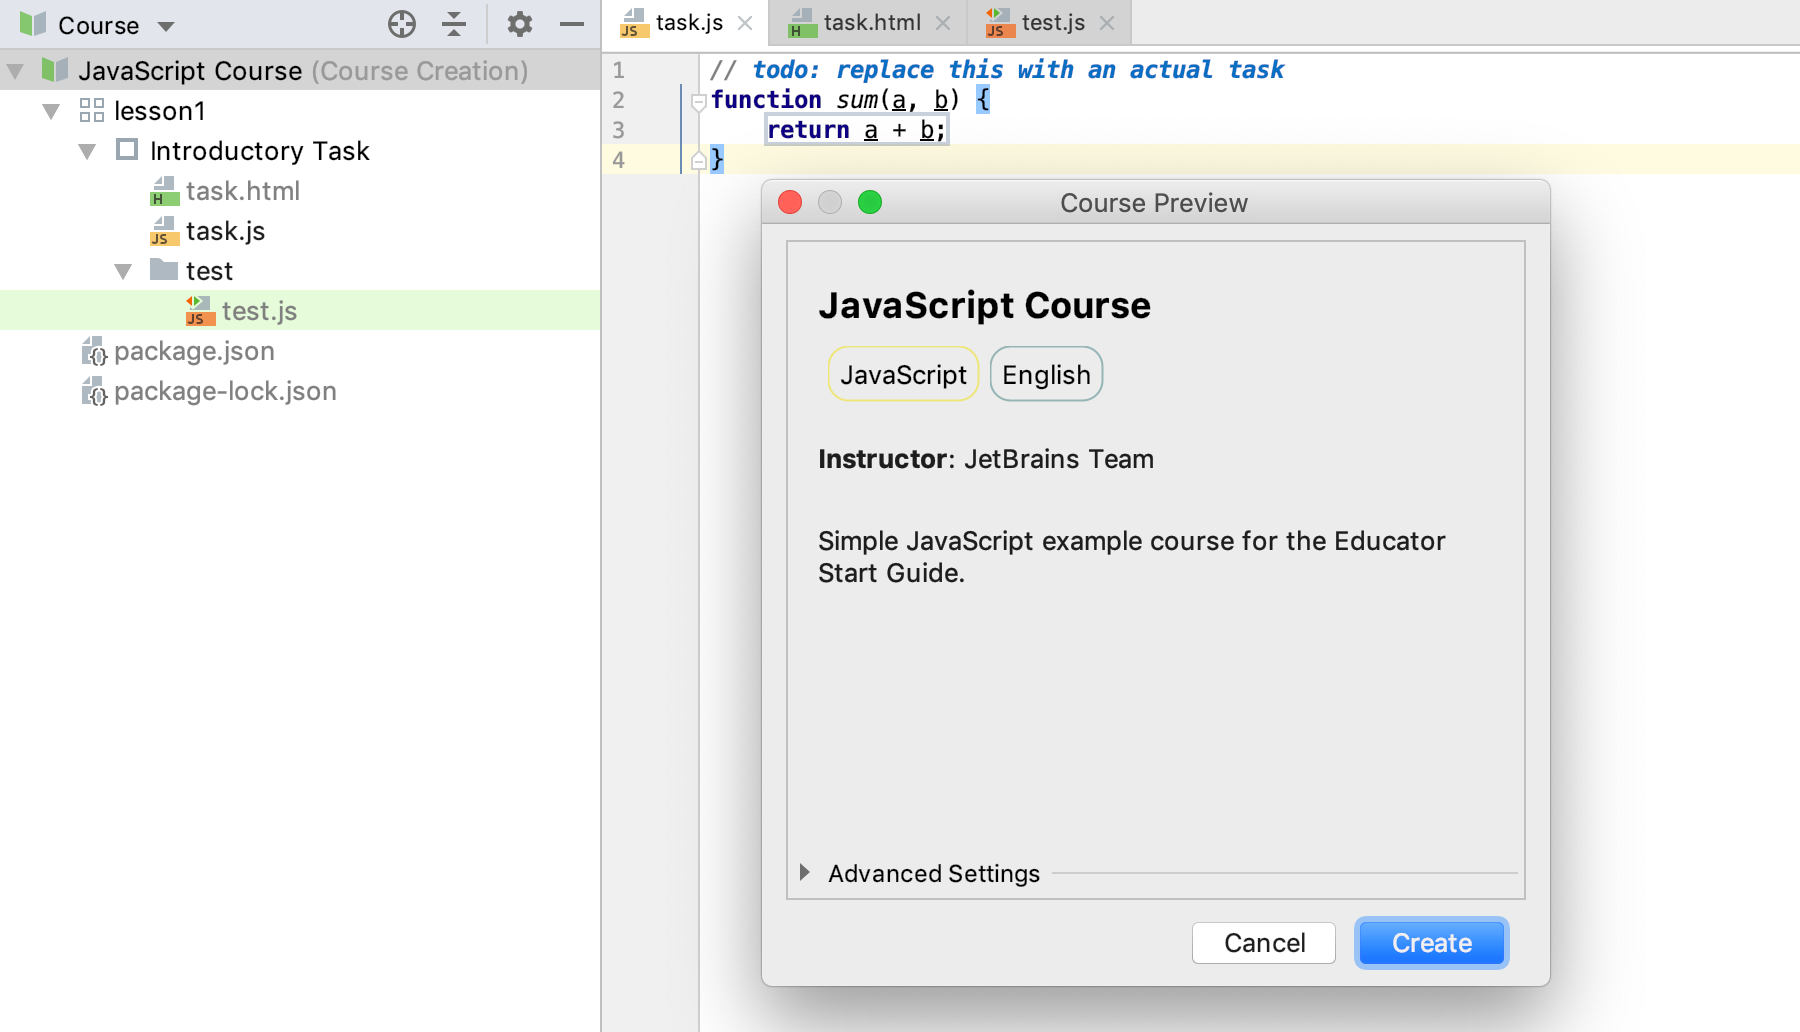 Course
JavaScript Course (Course Creation)
lesson1
Introductory Task
task.html
task.js
test
test.js
package.json
package-lock.json
task.js
task.html
test.js
1 // todo: replace this with an actual task
2 function sum(a, b) {
3 return a + b;
4 }
Course Preview
JavaScript Course
JavaScript English
Instructor: JetBrains Team
Simple JavaScript example course for the Educator
Start Guide.
Advanced Settings
Cancel Create